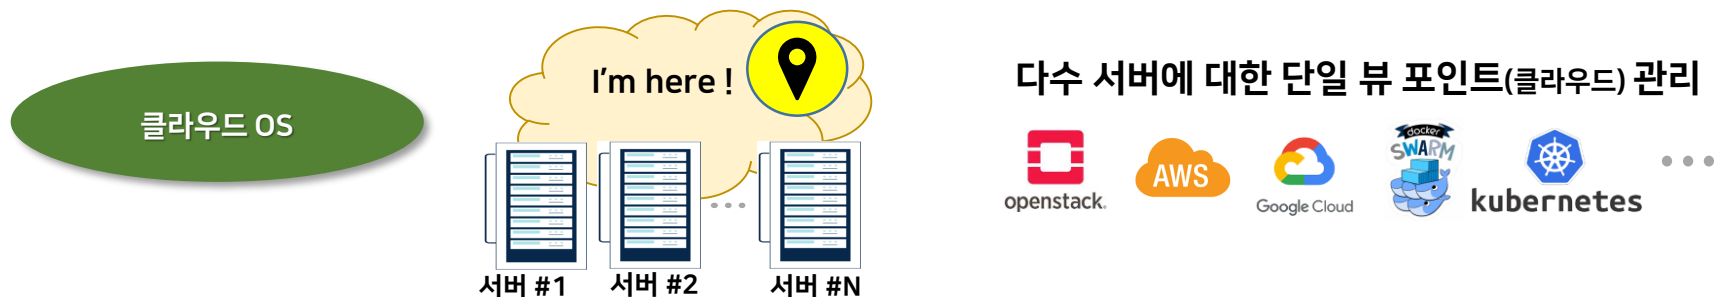 클라우드 OS
I'm here !
서버 #1
서버 #2
서버 #N
다수 서버에 대한 단일 뷰 포인트(클라우드) 관리
openstack.
AWS
Google Cloud
docker
SWARM
kubernetes